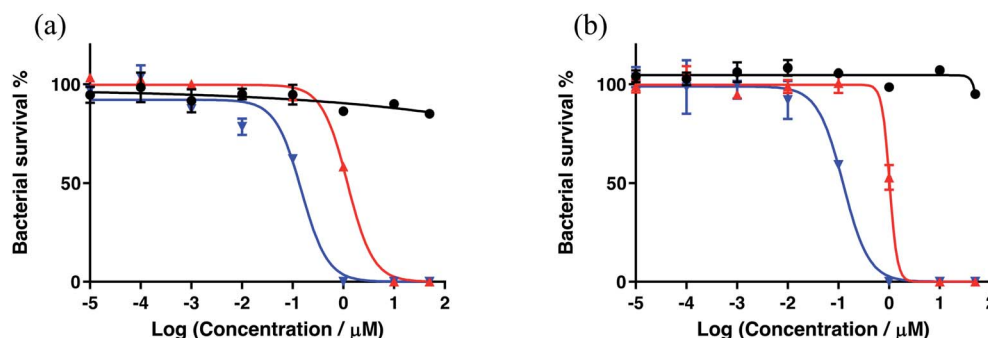 (a)
Bacterial survival %
100
50
0
-5 -4 -3 -2 -1 0 1 2
Log (Concentration / μM)
(b)
Bacterial survival %
100
50
0
-5 -4 -3 -2 -1 0 1 2
Log (Concentration / μM)